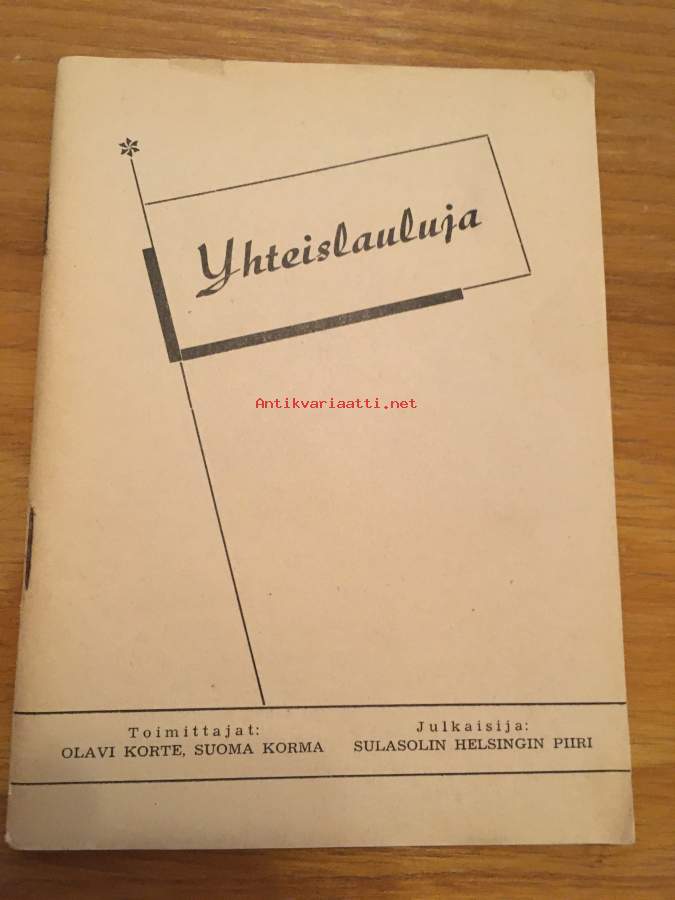 Yhteislauluja
Antikvariaatti.net
Toimittajat:
OLAVI KORTE, SUOMA KORMA
Julkaisija:
SULASOLIN HELSINGIN PIIRI